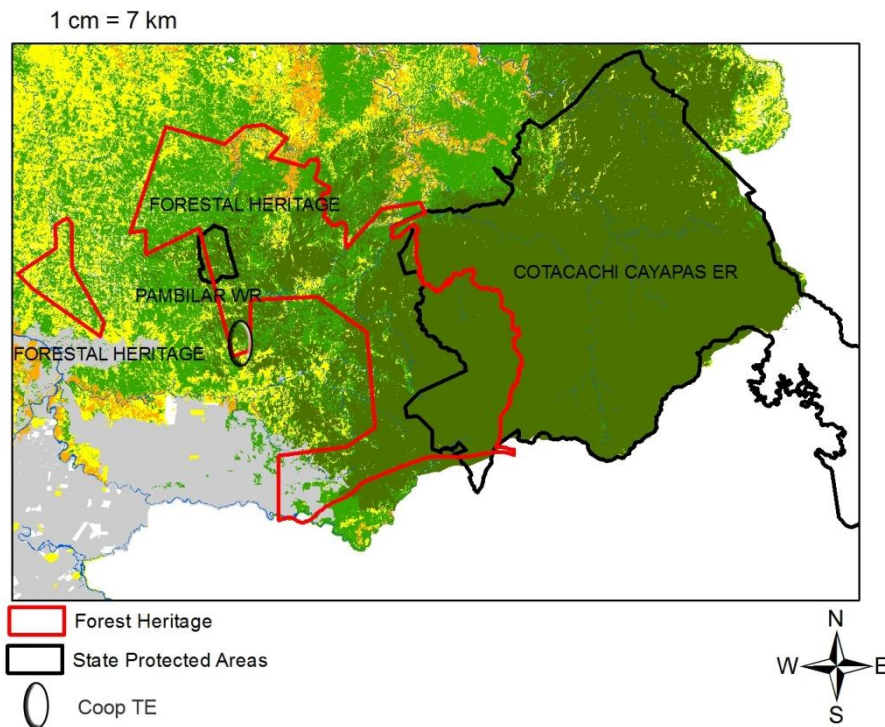 1 cm = 7 km
FORESTAL HERITAGE
COTACACHI CAYAPAS ER
PAMBILAR WR
FORESTAL HERITAGE
Forest Heritage
State Protected Areas
Coop TE
N
W E
S